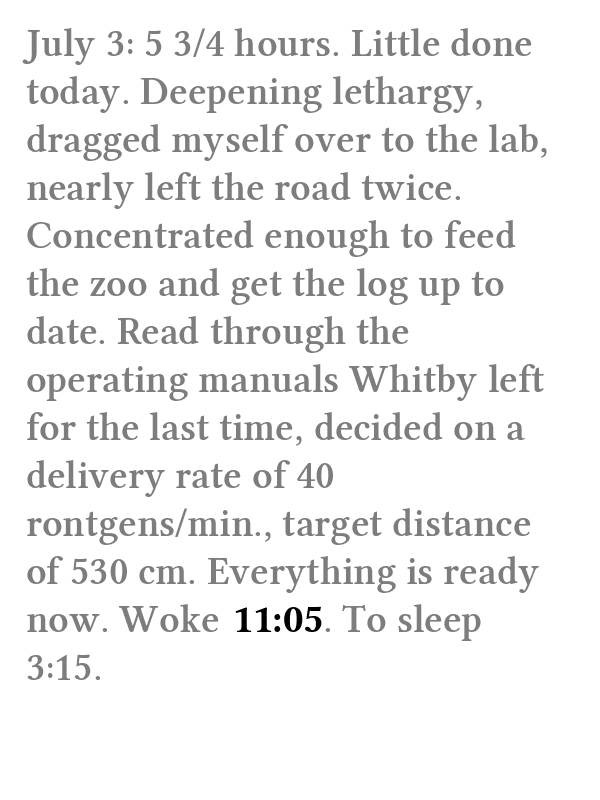 July 3: 5 3/4 hours. Little done
today. Deepening lethargy,
dragged myself over to the lab,
nearly left the road twice.
Concentrated enough to feed
the zoo and get the log up to
date. Read through the
operating manuals Whitby left
for the last time, decided on a
delivery rate of 40
rontgens/min., target distance
of 530 cm. Everything is ready
now. Woke 11:05. To sleep
3:15.